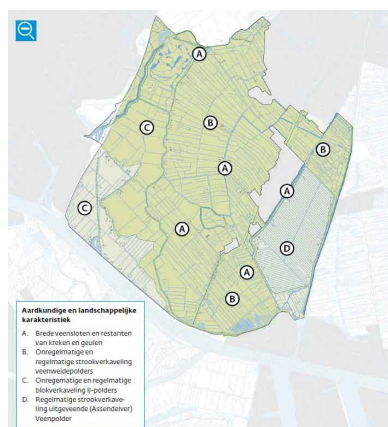 A
B
C
B
A
A
C
A
D
A
B
Aardkundige en landschappelijke
karakteristiek
A. Brede veensloten en restanten
van kreken en geulen
B. Onregelmatige en
regelmatige strookverkaveling
veenweidepolders
C. Onregematige en regelmatige
blokverkaveling IJ-polders
D. Regelmatige strookverkave-
ling uitgeveende (Assendelver)
Veenpolder